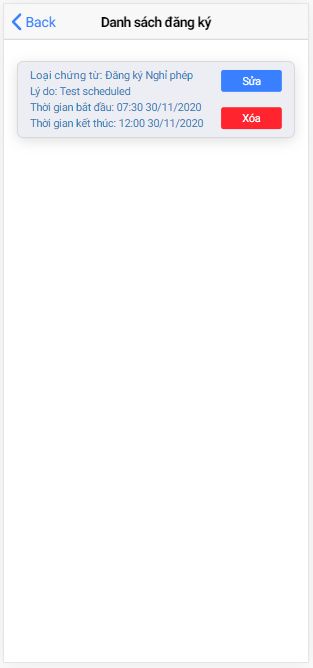 Back
Danh sách đăng ký
Loại chứng từ: Đăng ký Nghỉ phép
Sửa
Lý do: Test scheduled
Thời gian bắt đầu: 07:30 30/11/2020
Xóa
Thời gian kết thúc: 12:00 30/11/2020